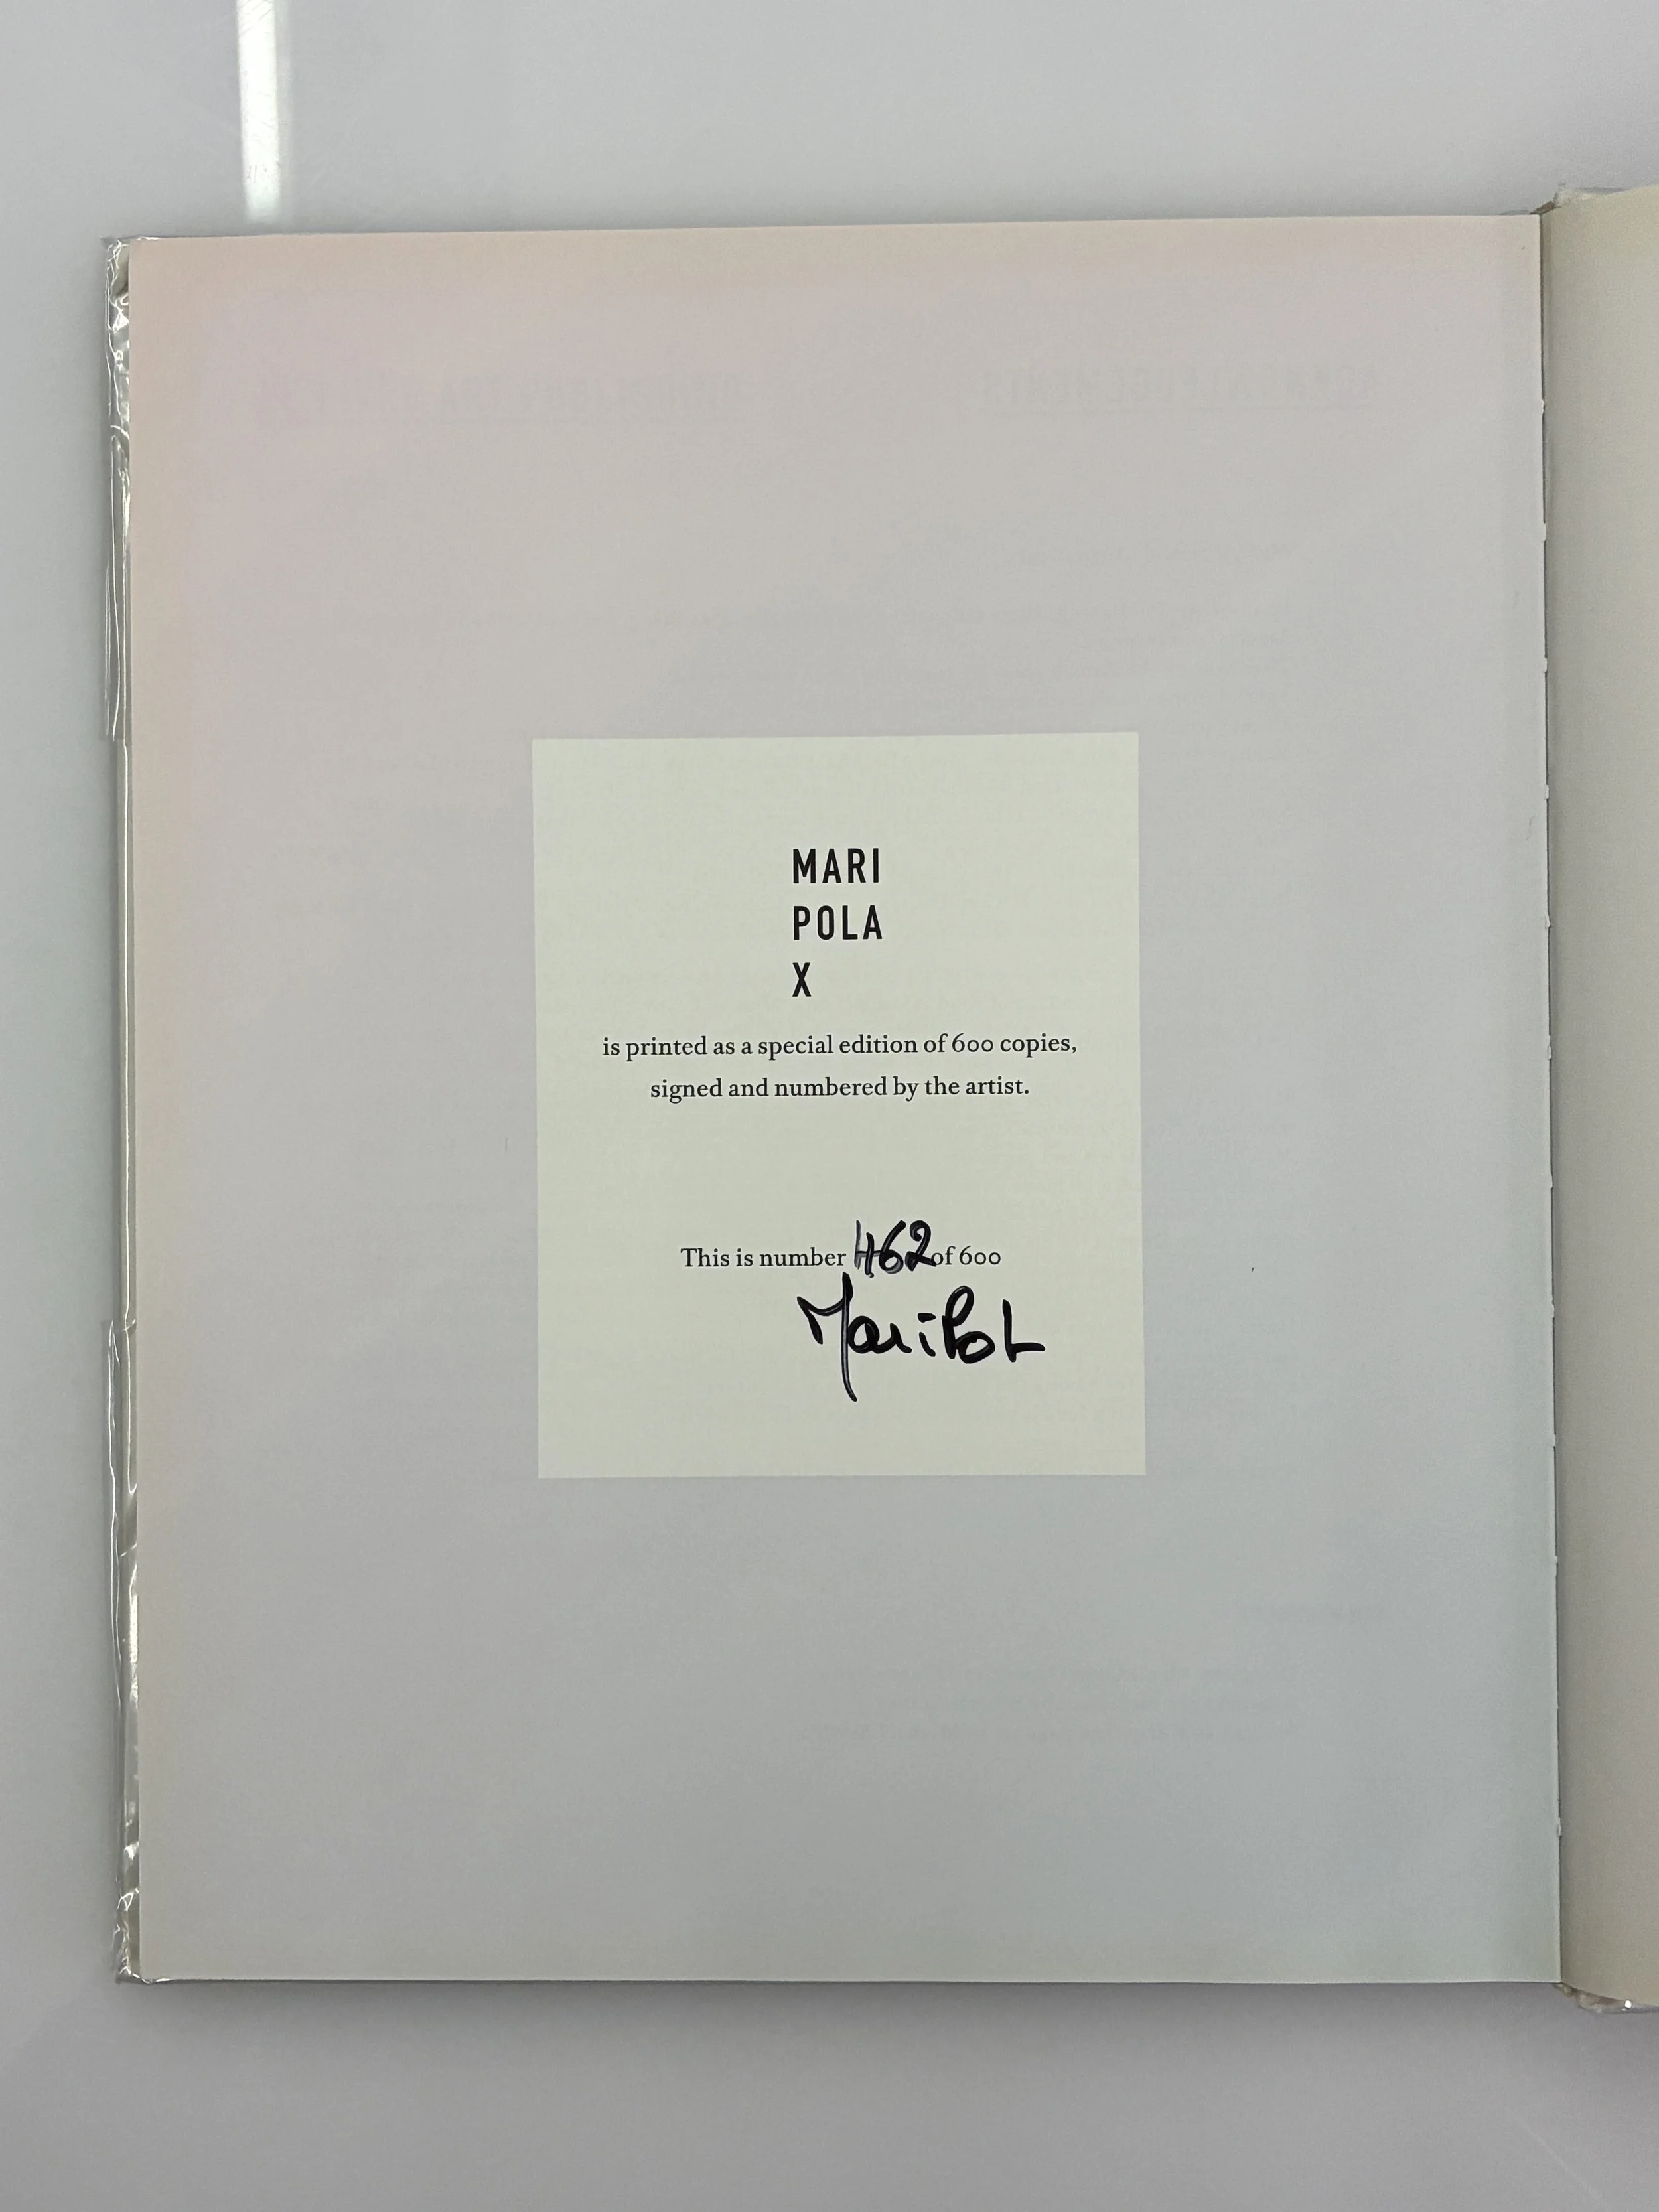 MARI
POLA
X
is printed as a special edition of 600 copies,
signed and numbered by the artist.
This is number 462 of 600
MariPoL